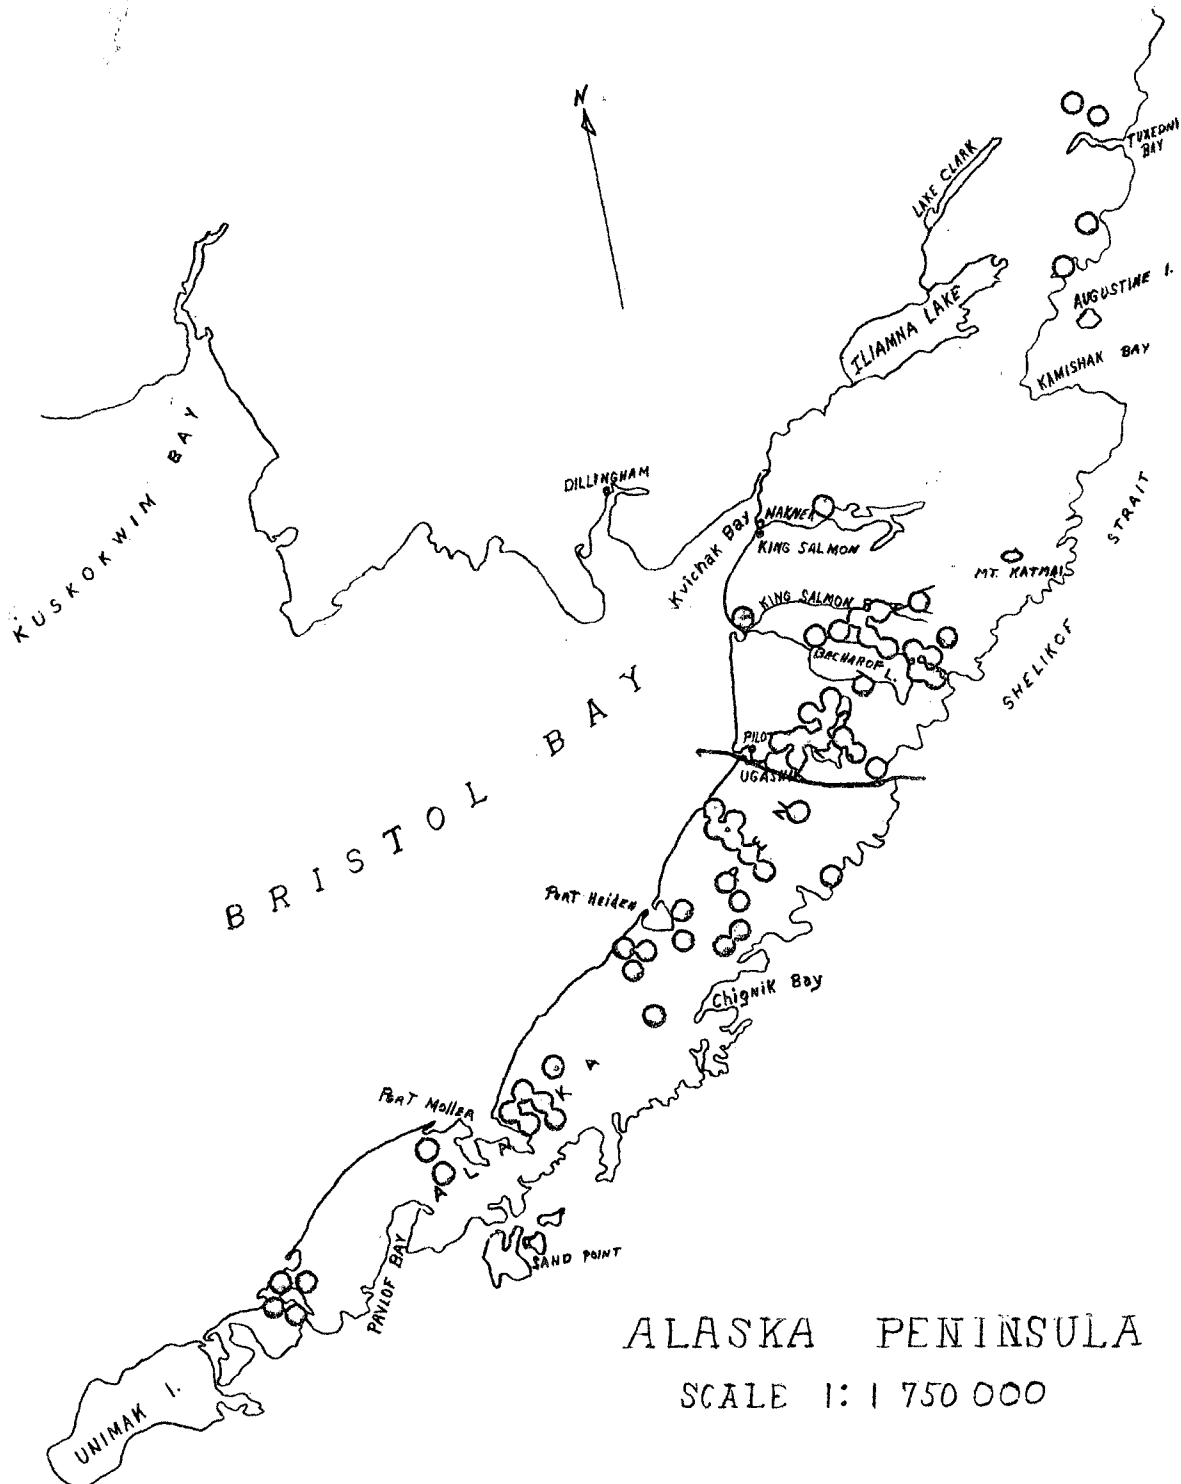 N
TUXEDNI
BAY
LAKE CLARK
AUGUSTINE I.
ILIAMNA LAKE
KAMISHAK BAY
KUSKOKWIM BAY
DILLINGHAM
STRAIT
Kvichak Bay
NAKNEK
KING SALMON
MT. KATMAI
KING SALMON
SHELIKOF
BECHAROF L.
BRISTOL BAY
PILOT
UGASHIK
Port Heiden
Chignik Bay
Port Moller
ALASKA
PAVLOF BAY
SAND POINT
UNIMAK I.
ALASKA PENINSULA
SCALE 1: 1 750 000